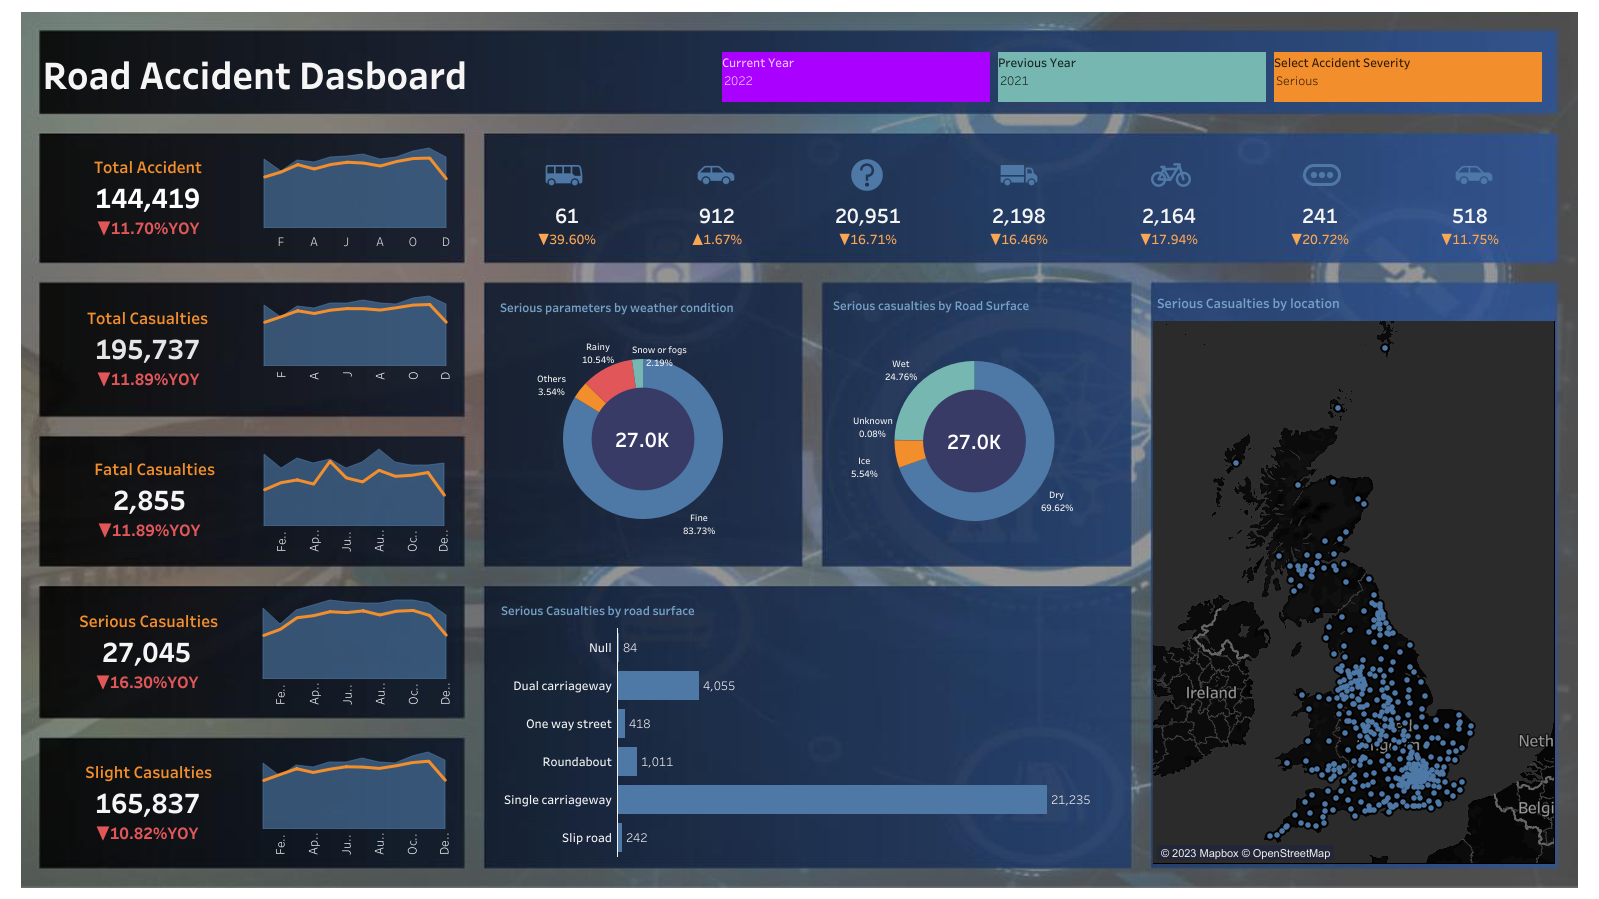 Road Accident Dasboard
Current Year
2022
Previous Year
2021
Select Accident Severity
Serious
Total Accident
144,419
▼11.70%YOY
F A J A O D
61
▼39.60%
912
▲1.67%
20,951
▼16.71%
2,198
▼16.46%
2,164
▼17.94%
241
▼20.72%
518
▼11.75%
Total Casualties
195,737
▼11.89%YOY
F A J A O D
Fatal Casualties
2,855
▼11.89%YOY
Fe.. Ap.. Ju.. Au.. Oc.. De..
Serious Casualties
27,045
▼16.30%YOY
Fe.. Ap.. Ju.. Au.. Oc.. De..
Slight Casualties
165,837
▼10.82%YOY
Fe.. Ap.. Ju.. Au.. Oc.. De..
Serious parameters by weather condition
Rainy
10.54%
Snow or fogs
2.19%
Others
3.54%
27.0K
Fine
83.73%
Serious casualties by Road Surface
Wet
24.76%
Unknown
0.08%
Ice
5.54%
27.0K
Dry
69.62%
Serious Casualties by road surface
Null 84
Dual carriageway 4,055
One way street 418
Roundabout 1,011
Single carriageway 21,235
Slip road 242
Serious Casualties by location
Ireland
Neth
Belgi
© 2023 Mapbox © OpenStreetMap